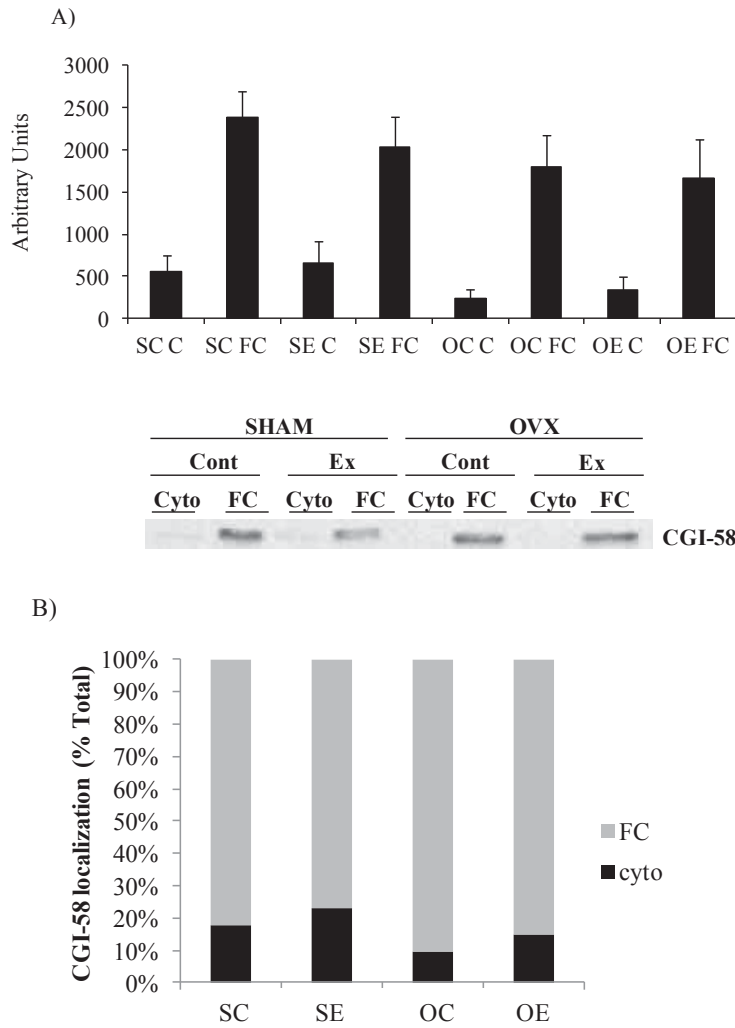 A)
Arbitrary Units
3000
2500
2000
1500
1000
500
0
SC C SC FC SE C SE FC OC C OC FC OE C OE FC
SHAM OVX
Cont Ex Cont Ex
Cyto FC Cyto FC Cyto FC Cyto FC
CGI-58
B)
CGI-58 localization (% Total)
100%
90%
80%
70%
60%
50%
40%
30%
20%
10%
0%
FC
cyto
SC SE OC OE